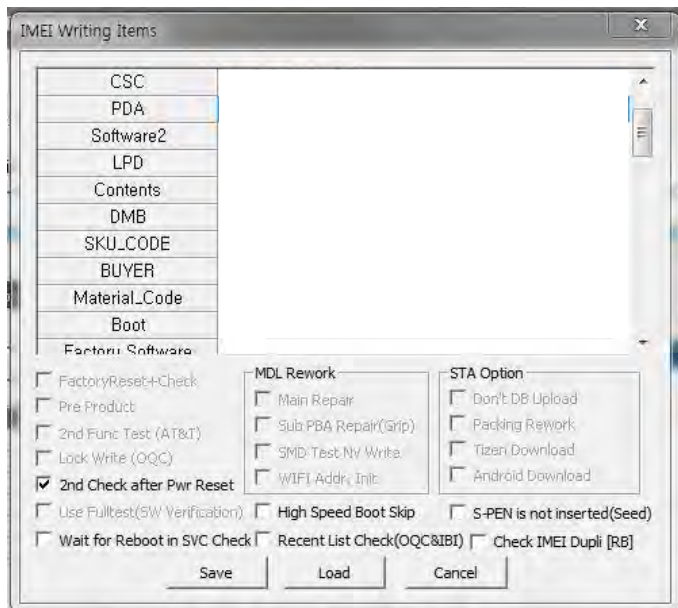 IMEI Writing Items
CSC
PDA
Software2
LPD
Contents
DMB
SKU_CODE
BUYER
Material_Code
Boot
Factory Software
FactoryReset+Check
Pre Product
2nd Func Test (AT&T)
Lock Write (OQC)
2nd Check after Pwr Reset
Use Fulltest(SW Verification)
Wait for Reboot in SVC Check
MDL Rework
Main Repair
Sub PBA Repair(Grip)
SMD Test NV Write
WIFI Addr. Init
High Speed Boot Skip
Recent List Check(OQC&IBI)
STA Option
Don't DB Upload
Packing Rework
Tizen Download
Android Download
S-PEN is not inserted(Seed)
Check IMEI Dupli [RB]
Save
Load
Cancel